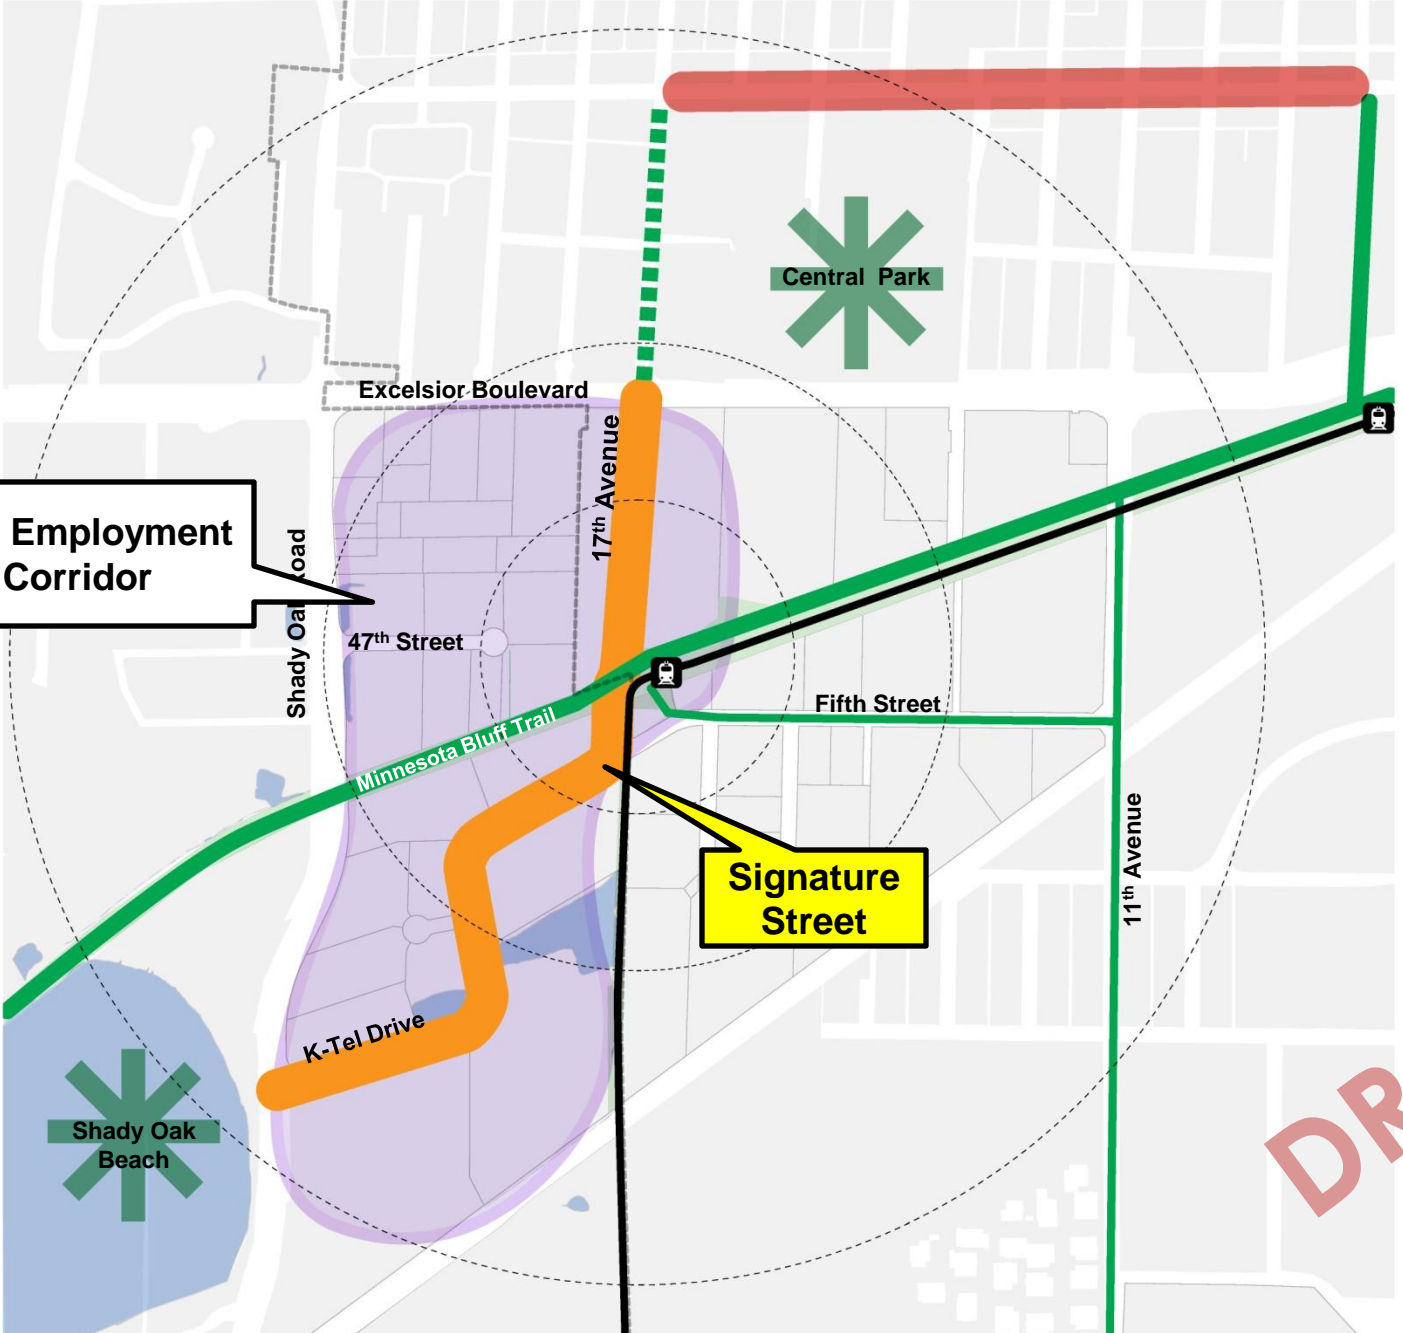 Central Park
Excelsior Boulevard
17th Avenue
Employment
Corridor
Shady Oak Road
47th Street
Fifth Street
Minnesota Bluff Trail
Signature
Street
11th Avenue
K-Tel Drive
Shady Oak
Beach
DR